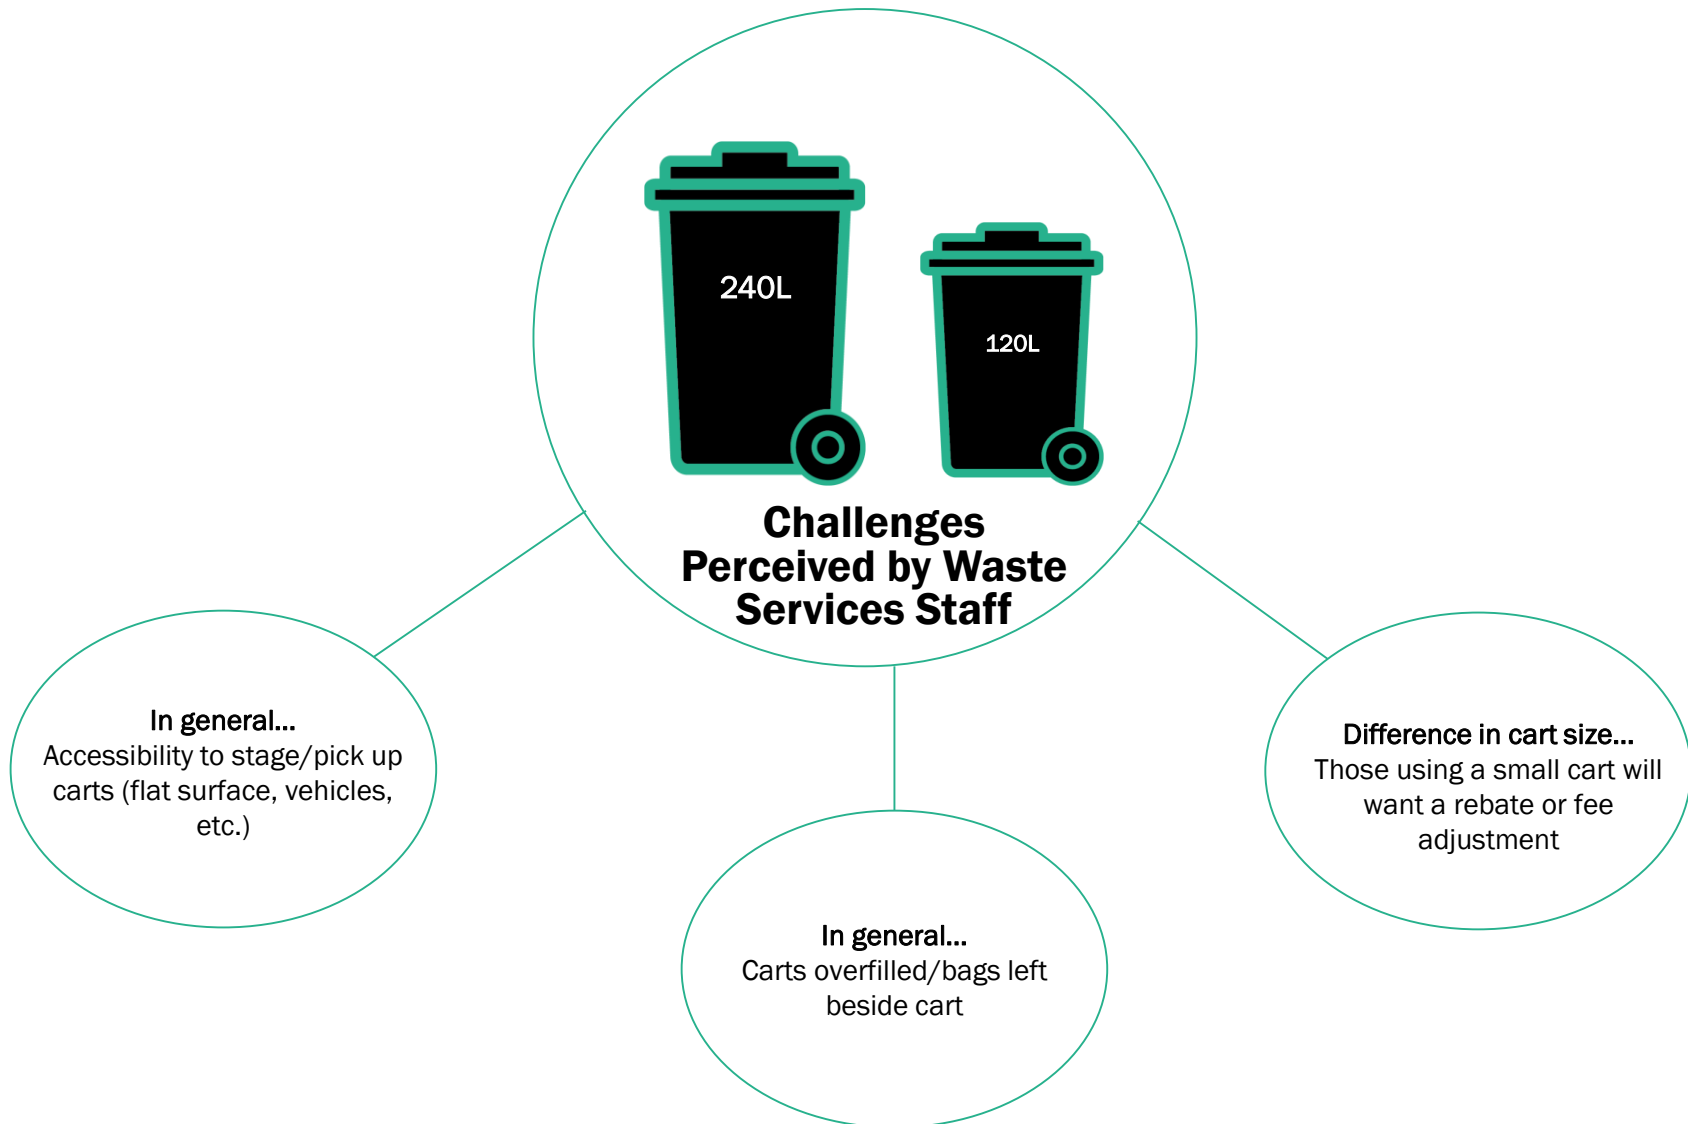 240L
120L
Challenges
Perceived by Waste
Services Staff
In general...
Accessibility to stage/pick up
carts (flat surface, vehicles,
etc.)
In general...
Carts overfilled/bags left
beside cart
Difference in cart size...
Those using a small cart will
want a rebate or fee
adjustment